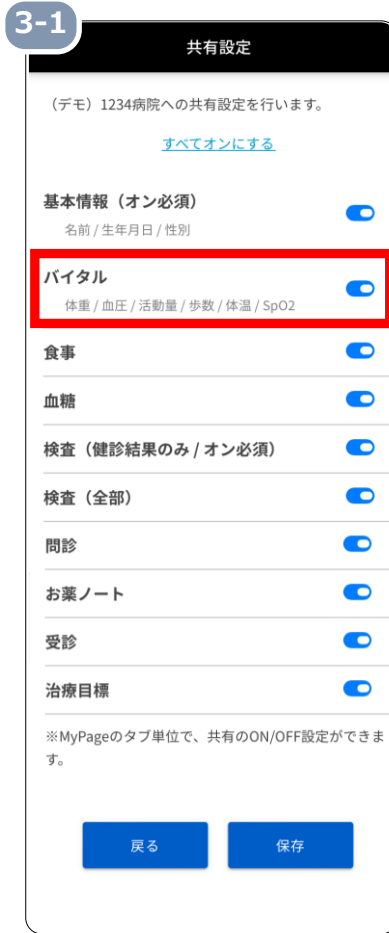 3-1
共有設定
（デモ）1234病院への共有設定を行います。
すべてオンにする
基本情報（オン必須）
名前 / 生年月日 / 性別
バイタル
体重 / 血圧 / 活動量 / 歩数 / 体温 / SpO2
食事
血糖
検査（健診結果のみ / オン必須）
検査（全部）
問診
お薬ノート
受診
治療目標
※MyPageのタブ単位で、共有のON/OFF設定ができま
す。
戻る
保存